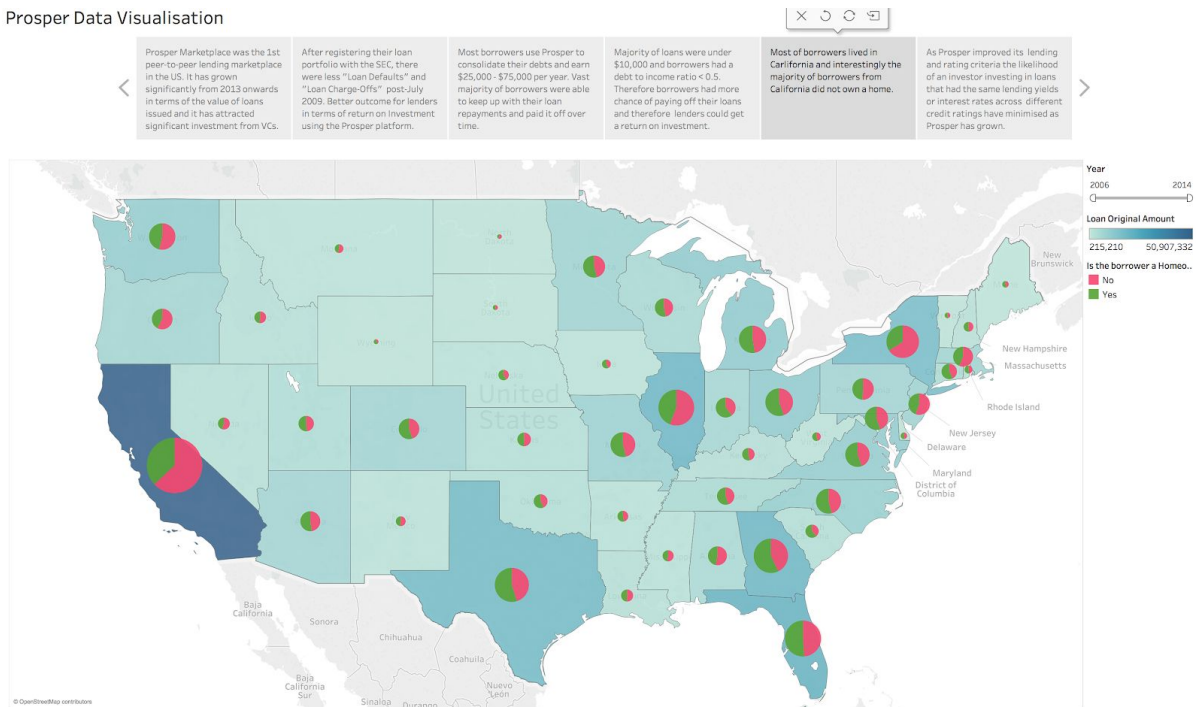 Prosper Data Visualisation
Prosper Marketplace was the 1st
peer-to-peer lending marketplace
in the US. It has grown
significantly from 2013 onwards
in terms of the value of loans
issued and it has attracted
significant investment from VCs.
After registering their loan
portfolio with the SEC, there
were less "Loan Defaults" and
"Loan Charge-Offs" post-July
2009. Better outcome for lenders
in terms of return on Investment
using the Prosper platform.
Most borrowers use Prosper to
consolidate their debts and earn
$25,000 - $75,000 per year. Vast
majority of borrowers were able
to keep up with their loan
repayments and paid it off over
time.
Majority of loans were under
$10,000 and borrowers had a
debt to income ratio < 0.5.
Therefore borrowers had more
chance of paying off their loans
and therefore lenders could get
a return on investment.
Most of borrowers lived in
Carlifornia and interestingly the
majority of borrowers from
California did not own a home.
As Prosper improved its lending
and rating criteria the likelihood
of an investor investing in loans
that had the same lending yields
or interest rates across different
credit ratings have minimised as
Prosper has grown.
Year
2006 2014
Loan Original Amount
215,210 50,907,332
Is the borrower a Homeo..
No
Yes
New
Brunswick
New Hampshire
Massachusetts
Rhode Island
New Jersey
Delaware
Maryland
District of
Columbia
United
States
Baja
California
Sonora
Chihuahua
Coahuila
Baja
California
Sur
Sinaloa
Durango
Nuevo
León
© OpenStreetMap contributors